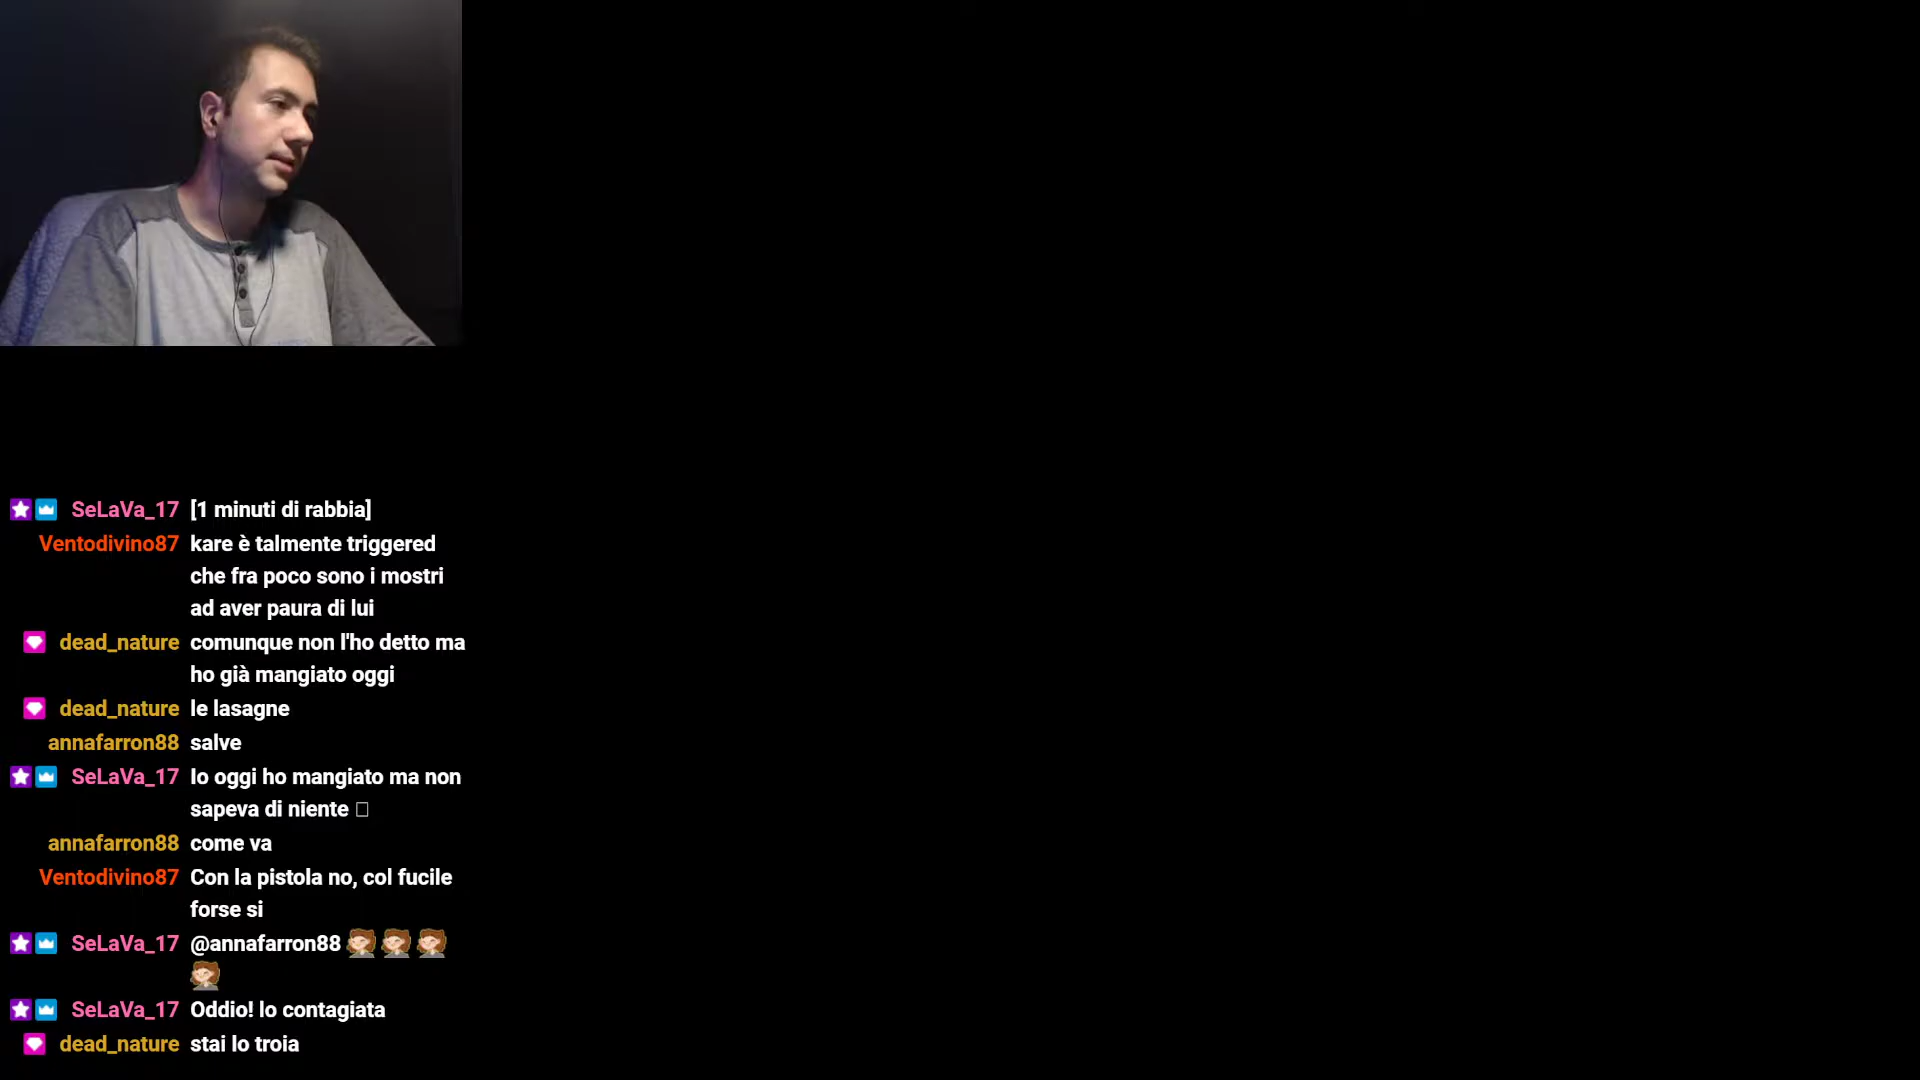 SeLaVa_17 [1 minuti di rabbia]
Ventodivino87 kare è talmente triggered
che fra poco sono i mostri
ad aver paura di lui
dead_nature comunque non l'ho detto ma
ho già mangiato oggi
dead_nature le lasagne
annafarron88 salve
SeLaVa_17 Io oggi ho mangiato ma non
sapeva di niente
annafarron88 come va
Ventodivino87 Con la pistola no, col fucile
forse si
SeLaVa_17 @annafarron88
SeLaVa_17 Oddio! Io contagiata
dead_nature stai lo troia